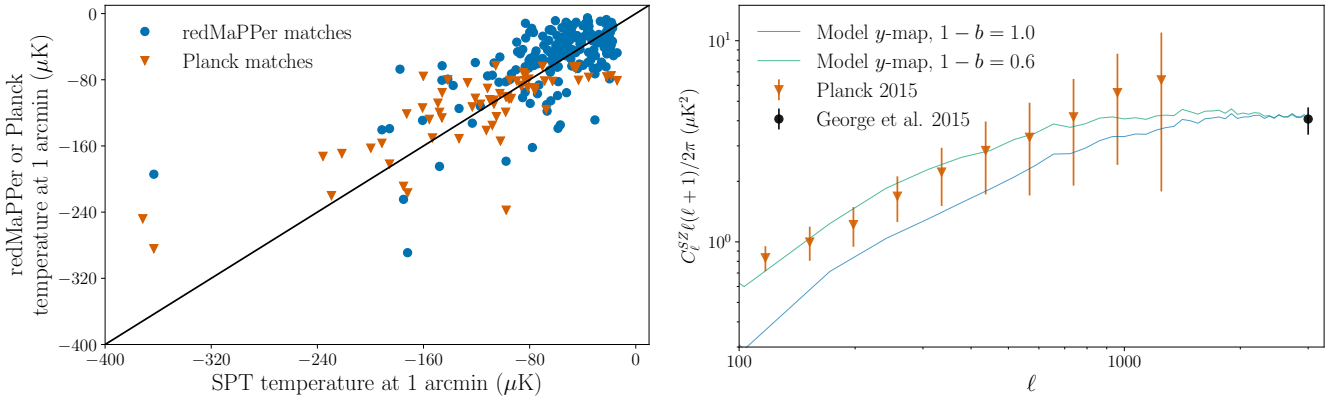 redMaPPer or Planck
temperature at 1 arcmin (μK)
0
−80
−160
−240
−320
−400
redMaPPer matches
Planck matches
−400
−320
−240
−160
−80
0
SPT temperature at 1 arcmin (μK)
C_ℓ^{SZ} ℓ(ℓ + 1)/2π (μK²)
10¹
10⁰
Model y-map, 1 − b = 1.0
Model y-map, 1 − b = 0.6
Planck 2015
George et al. 2015
100
1000
ℓ